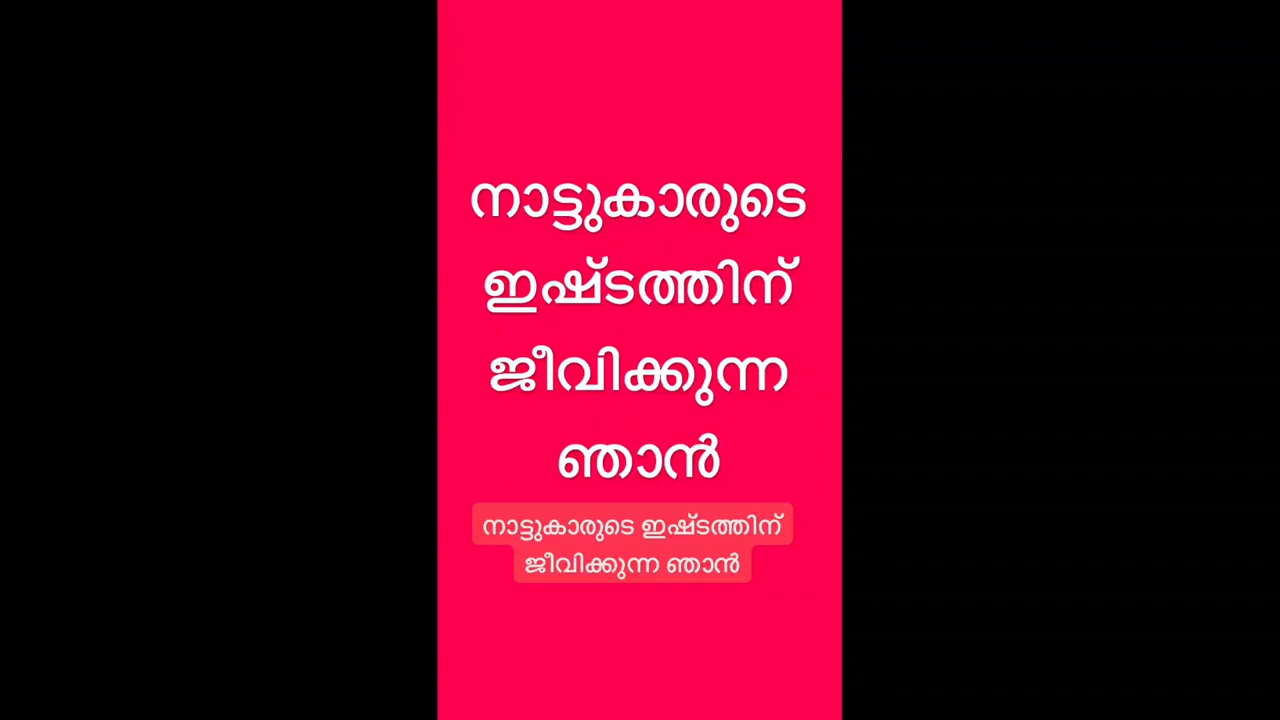 നാട്ടുകാരുടെ
ഇഷ്ടത്തിന്
ജീവിക്കുന്ന
ഞാൻ
നാട്ടുകാരുടെ ഇഷ്ടത്തിന്
ജീവിക്കുന്ന ഞാൻ